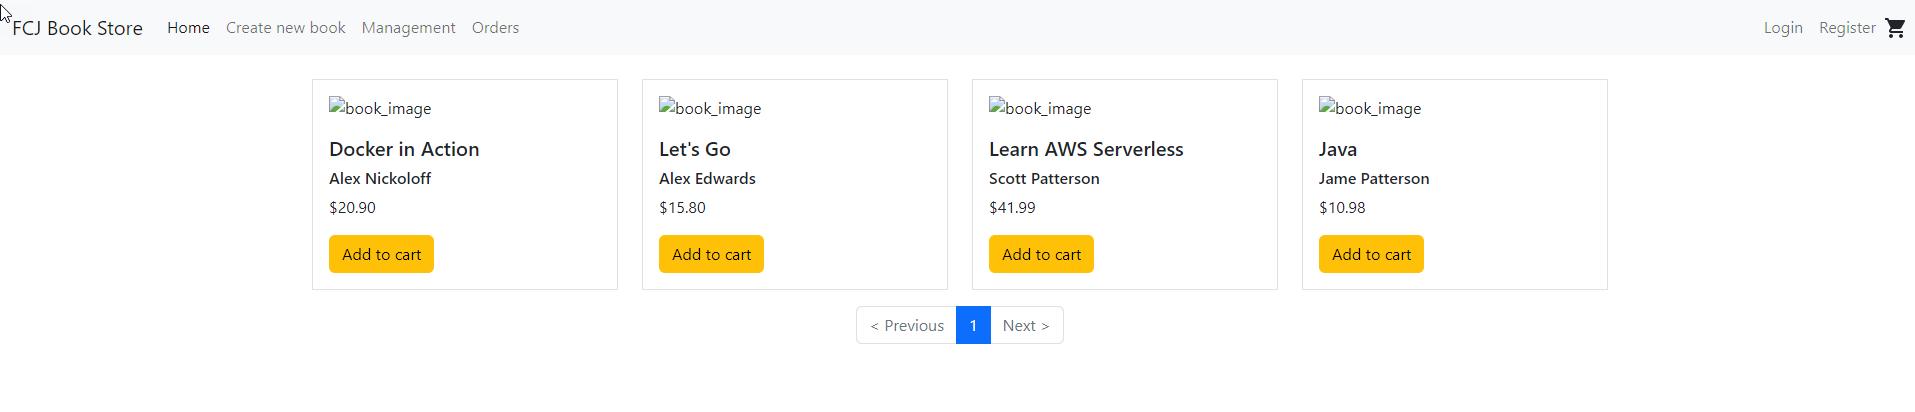 FCJ Book Store Home Create new book Management Orders Login Register
book_image book_image book_image book_image
Docker in Action Let's Go Learn AWS Serverless Java
Alex Nickoloff Alex Edwards Scott Patterson Jame Patterson
$20.90 $15.80 $41.99 $10.98
Add to cart Add to cart Add to cart Add to cart
< Previous 1 Next >